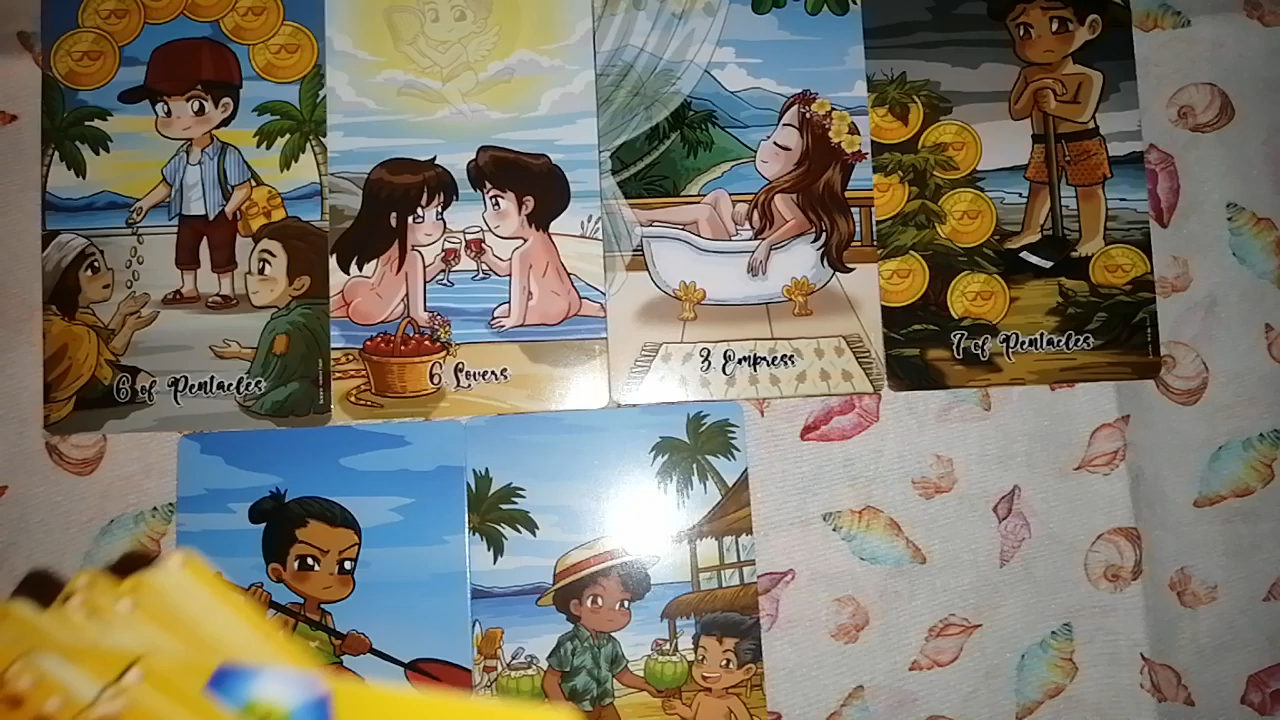 6 of Pentacles
6 Lovers
3 Empress
7 of Pentacles